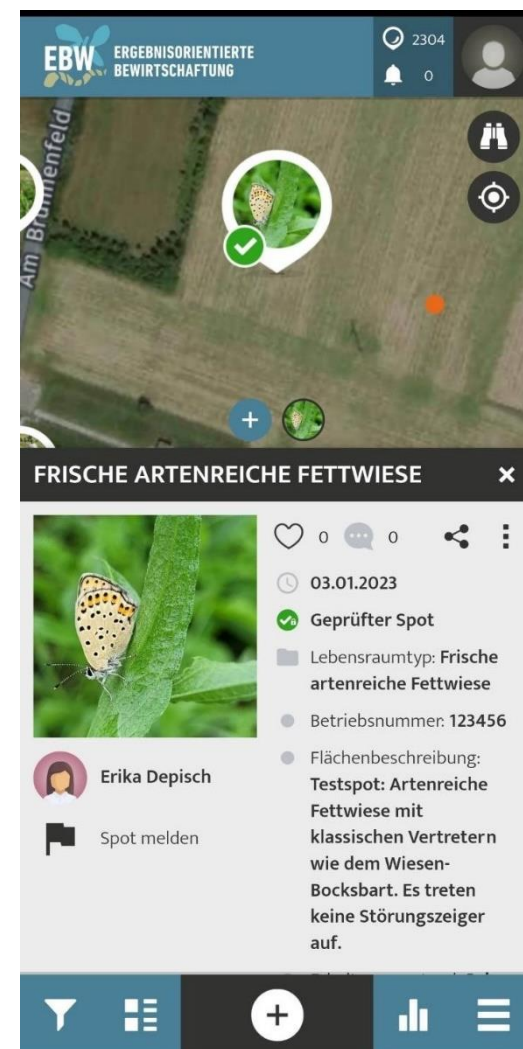 EBW ERGEBNISORIENTIERTE
BEWIRTSCHAFTUNG
2304
0
Am Brunnenfeld
FRISCHE ARTENREICHE FETTWIESE ×
0 0
03.01.2023
Geprüfter Spot
Lebensraumtyp: Frische
artenreiche Fettwiese
Betriebsnummer: 123456
Flächenbeschreibung:
Testspot: Artenreiche
Fettwiese mit
klassischen Vertretern
wie dem Wiesen-
Bocksbart. Es treten
keine Störungszeiger
auf.
Erika Depisch
Spot melden